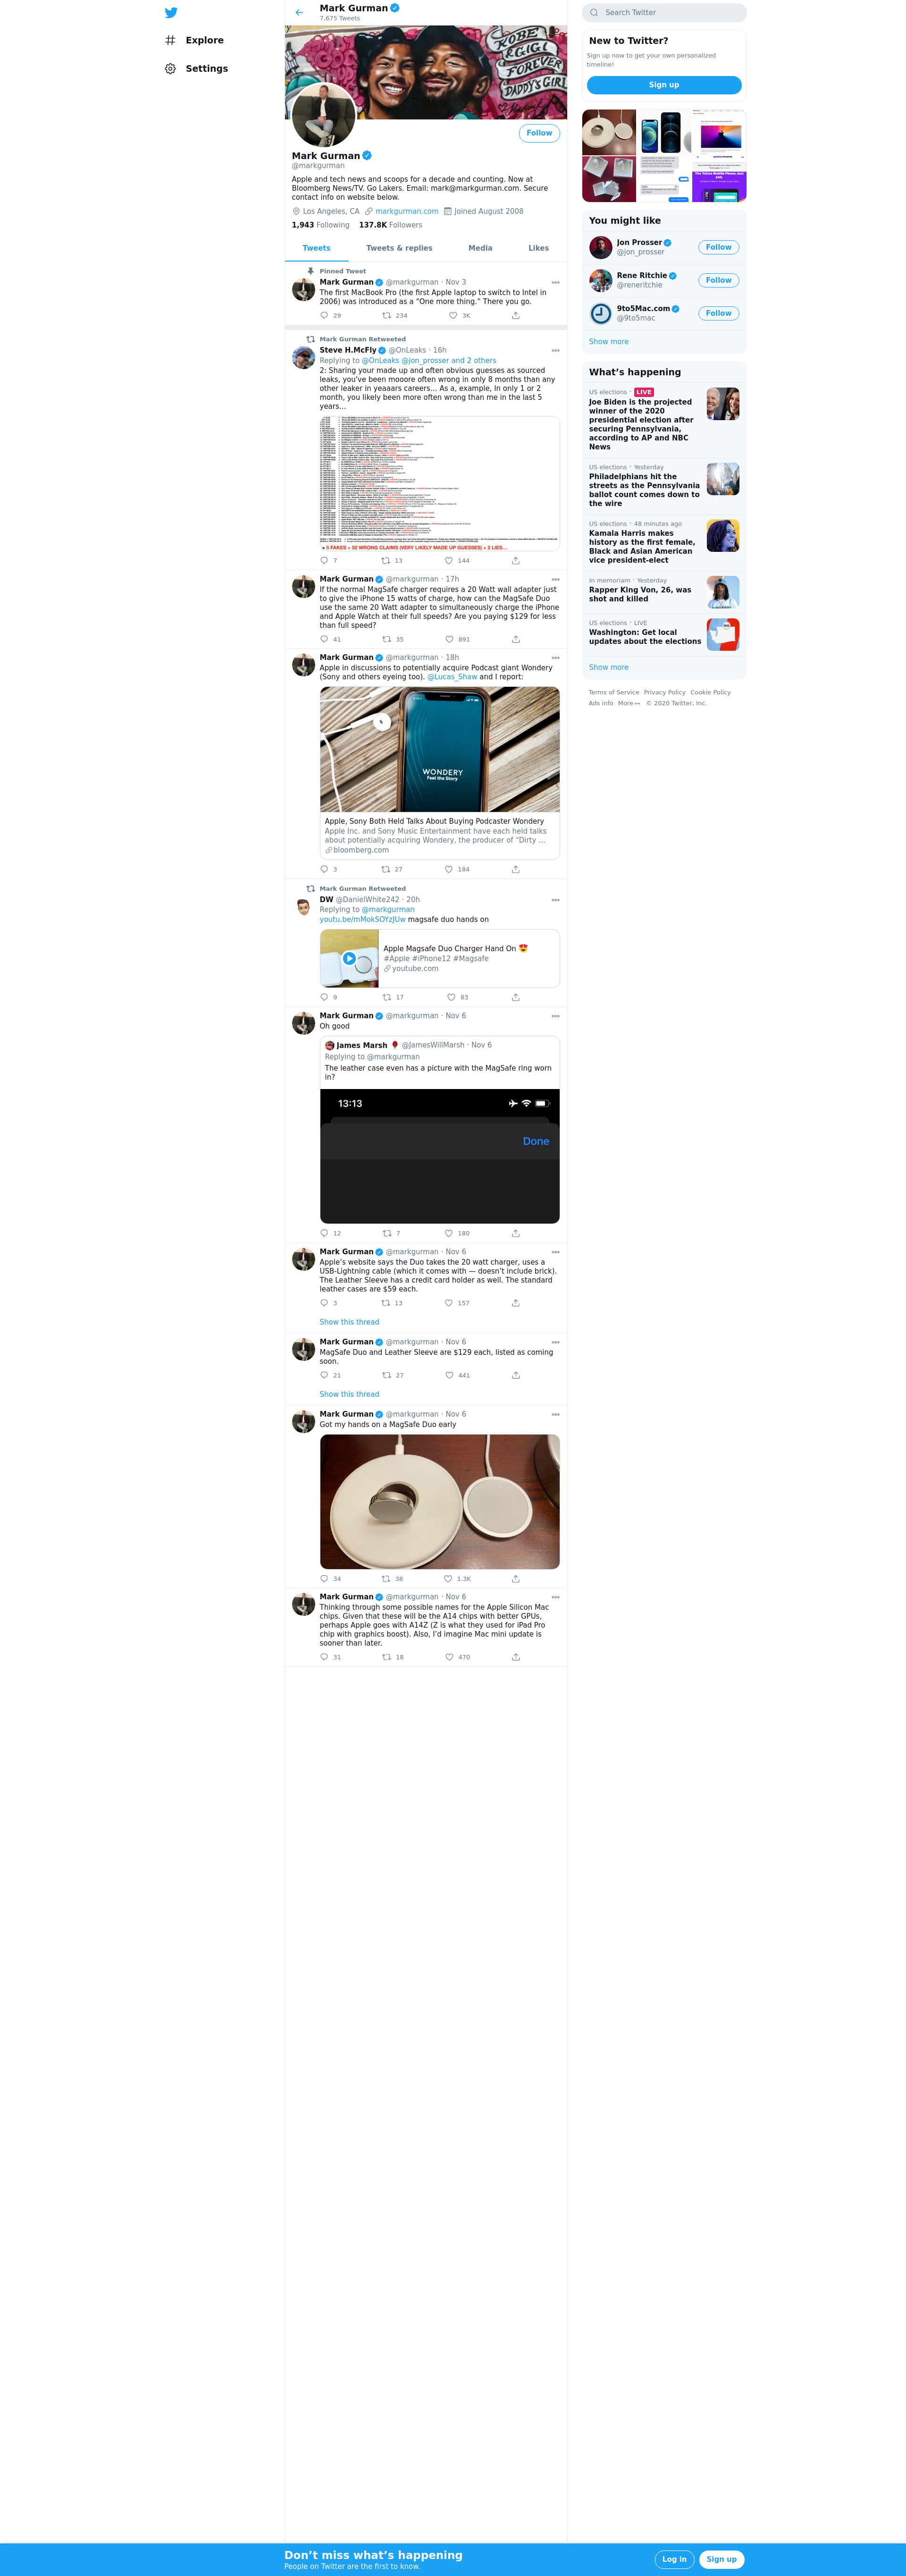 Explore
Settings
Mark Gurman
7,675 Tweets
KOBE & GIGI FOREVER DADDY'S GIRL
Follow
Mark Gurman
@markgurman
Apple and tech news and scoops for a decade and counting. Now at
Bloomberg News/TV. Go Lakers. Email: mark@markgurman.com. Secure
contact info on website below.
Los Angeles, CA markgurman.com Joined August 2008
1,943 Following 137.8K Followers
Tweets Tweets & replies Media Likes
Pinned Tweet
Mark Gurman @markgurman · Nov 3
The first MacBook Pro (the first Apple laptop to switch to Intel in
2006) was introduced as a “One more thing.” There you go.
29 234 3K
Mark Gurman Retweeted
Steve H.McFly @OnLeaks · 16h
Replying to @OnLeaks @jon_prosser and 2 others
2: Sharing your made up and often obvious guesses as sourced
leaks, you've been mooore often wrong in only 8 months than any
other leaker in yeaaars careers… As a, example, In only 1 or 2
month, you likely been more often wrong than me in the last 5
years…
➔ 5 FAKES + 52 WRONG CLAIMS (VERY LIKELY MADE UP GUESSES) + 2 LIES…
7 13 144
Mark Gurman @markgurman · 17h
If the normal MagSafe charger requires a 20 Watt wall adapter just
to give the iPhone 15 watts of charge, how can the MagSafe Duo
use the same 20 Watt adapter to simultaneously charge the iPhone
and Apple Watch at their full speeds? Are you paying $129 for less
than full speed?
41 35 891
Mark Gurman @markgurman · 18h
Apple in discussions to potentially acquire Podcast giant Wondery
(Sony and others eyeing too). @Lucas_Shaw and I report:
WONDERY
Feel the Story
Apple, Sony Both Held Talks About Buying Podcaster Wondery
Apple Inc. and Sony Music Entertainment have each held talks
about potentially acquiring Wondery, the producer of “Dirty …
bloomberg.com
3 27 184
Mark Gurman Retweeted
DW @DanielWhite242 · 20h
Replying to @markgurman
youtu.be/mMokSOYzJUw magsafe duo hands on
Apple Magsafe Duo Charger Hand On 😍
#Apple #iPhone12 #Magsafe
youtube.com
9 17 83
Mark Gurman @markgurman · Nov 6
Oh good
James Marsh 🌹 @JamesWillMarsh · Nov 6
Replying to @markgurman
The leather case even has a picture with the MagSafe ring worn
in?
13:13
Done
12 7 180
Mark Gurman @markgurman · Nov 6
Apple’s website says the Duo takes the 20 watt charger, uses a
USB-Lightning cable (which it comes with — doesn’t include brick).
The Leather Sleeve has a credit card holder as well. The standard
leather cases are $59 each.
3 13 157
Show this thread
Mark Gurman @markgurman · Nov 6
MagSafe Duo and Leather Sleeve are $129 each, listed as coming
soon.
21 27 441
Show this thread
Mark Gurman @markgurman · Nov 6
Got my hands on a MagSafe Duo early
34 38 1.3K
Mark Gurman @markgurman · Nov 6
Thinking through some possible names for the Apple Silicon Mac
chips. Given that these will be the A14 chips with better GPUs,
perhaps Apple goes with A14Z (Z is what they used for iPad Pro
chip with graphics boost). Also, I’d imagine Mac mini update is
sooner than later.
31 18 470
Search Twitter
New to Twitter?
Sign up now to get your own personalized
timeline!
Sign up
You might like
Jon Prosser
@jon_prosser
Follow
Rene Ritchie
@reneritchie
Follow
9to5Mac.com
@9to5mac
Follow
Show more
What’s happening
US elections · LIVE
Joe Biden is the projected
winner of the 2020
presidential election after
securing Pennsylvania,
according to AP and NBC
News
US elections · Yesterday
Philadelphians hit the
streets as the Pennsylvania
ballot count comes down to
the wire
US elections · 48 minutes ago
Kamala Harris makes
history as the first female,
Black and Asian American
vice president-elect
In memoriam · Yesterday
Rapper King Von, 26, was
shot and killed
US elections · LIVE
Washington: Get local
updates about the elections
Show more
Terms of Service Privacy Policy Cookie Policy
Ads info More ••• © 2020 Twitter, Inc.
Don’t miss what’s happening
People on Twitter are the first to know.
Log in
Sign up